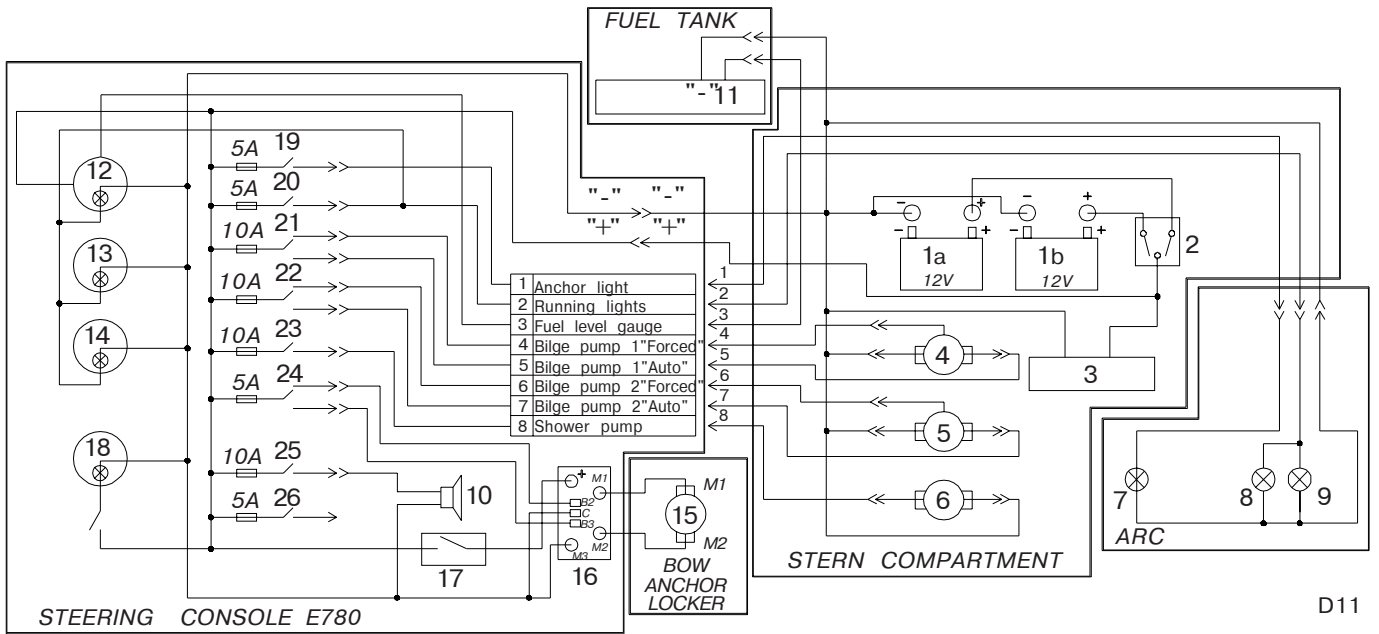 FUEL TANK
"-" 11
12
13
14
18
5A 19
5A 20
10A 21
10A 22
10A 23
5A 24
10A 25
5A 26
"-" "-"
"+" "+"
1 Anchor light
2 Running lights
3 Fuel level gauge
4 Bilge pump 1"Forced"
5 Bilge pump 1"Auto"
6 Bilge pump 2"Forced"
7 Bilge pump 2"Auto"
8 Shower pump
1
2
3
4
5
6
7
8
- + - +
- + - +
1a
12V
1b
12V
2
3
4
5
6
7
8
9
ARC
10
+
M1
B2
C
B3
M2
M3
16
17
M1
15
M2
BOW
ANCHOR
LOCKER
STERN COMPARTMENT
STEERING CONSOLE E780
D11